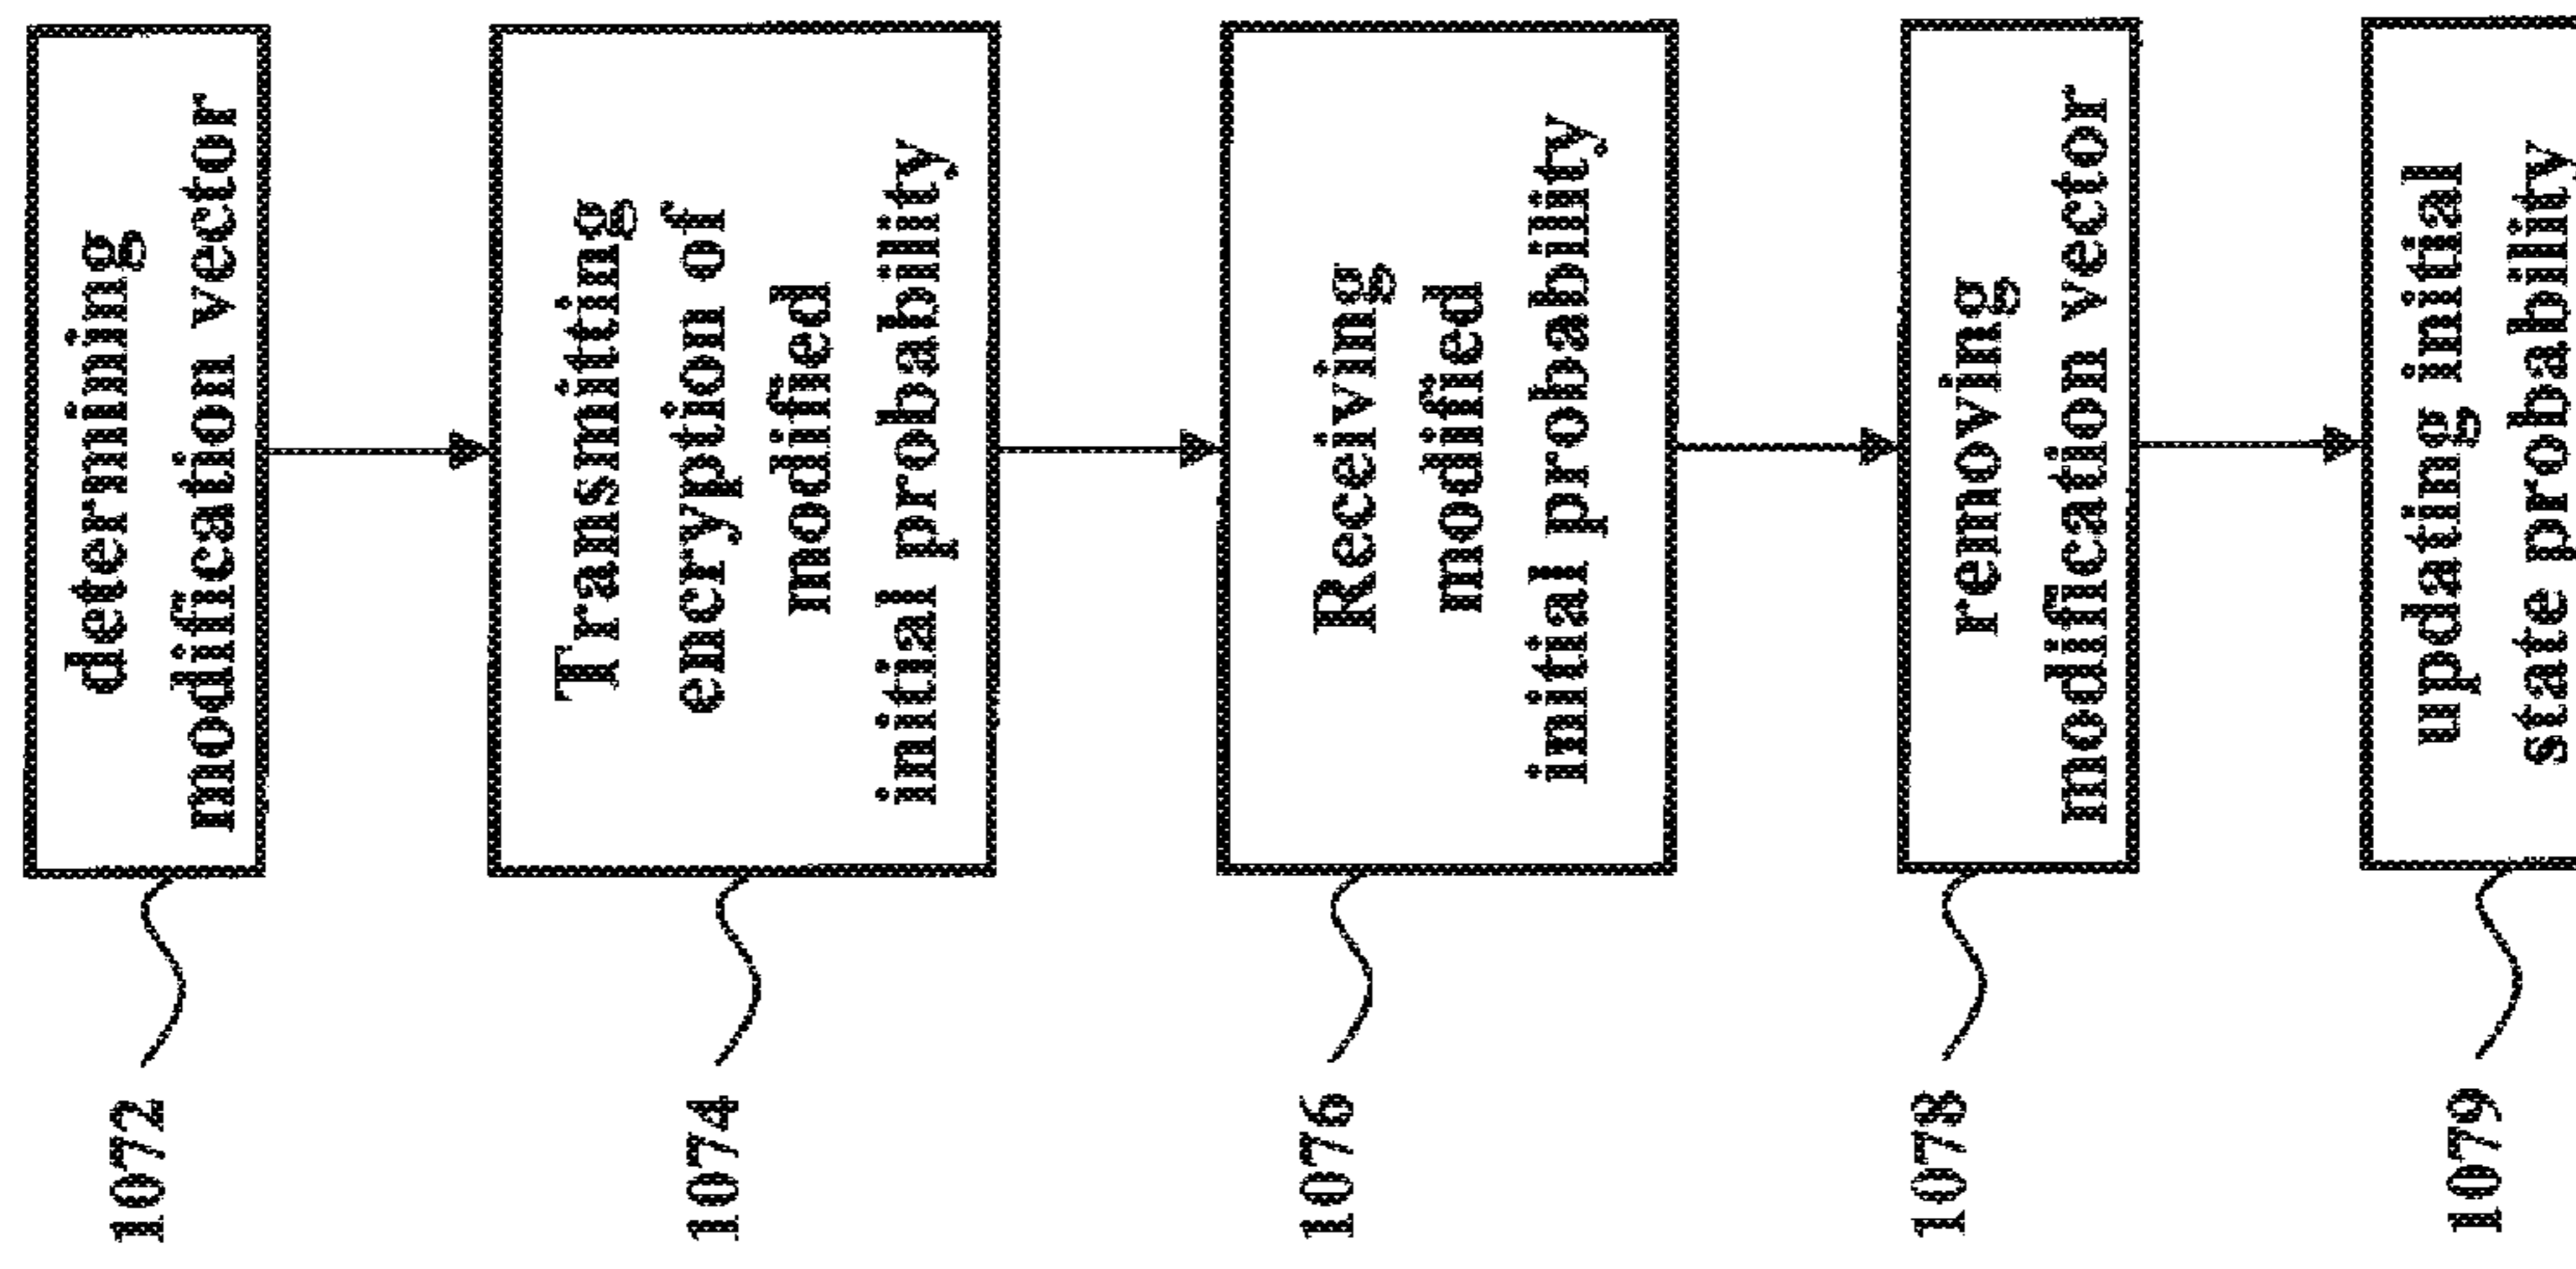 determining
modification vector
1072
Transmitting
encryption of
modified
initial probability
1074
Receiving
modified
initial probability
1076
removing
modification vector
1078
updating initial
state probability
1079